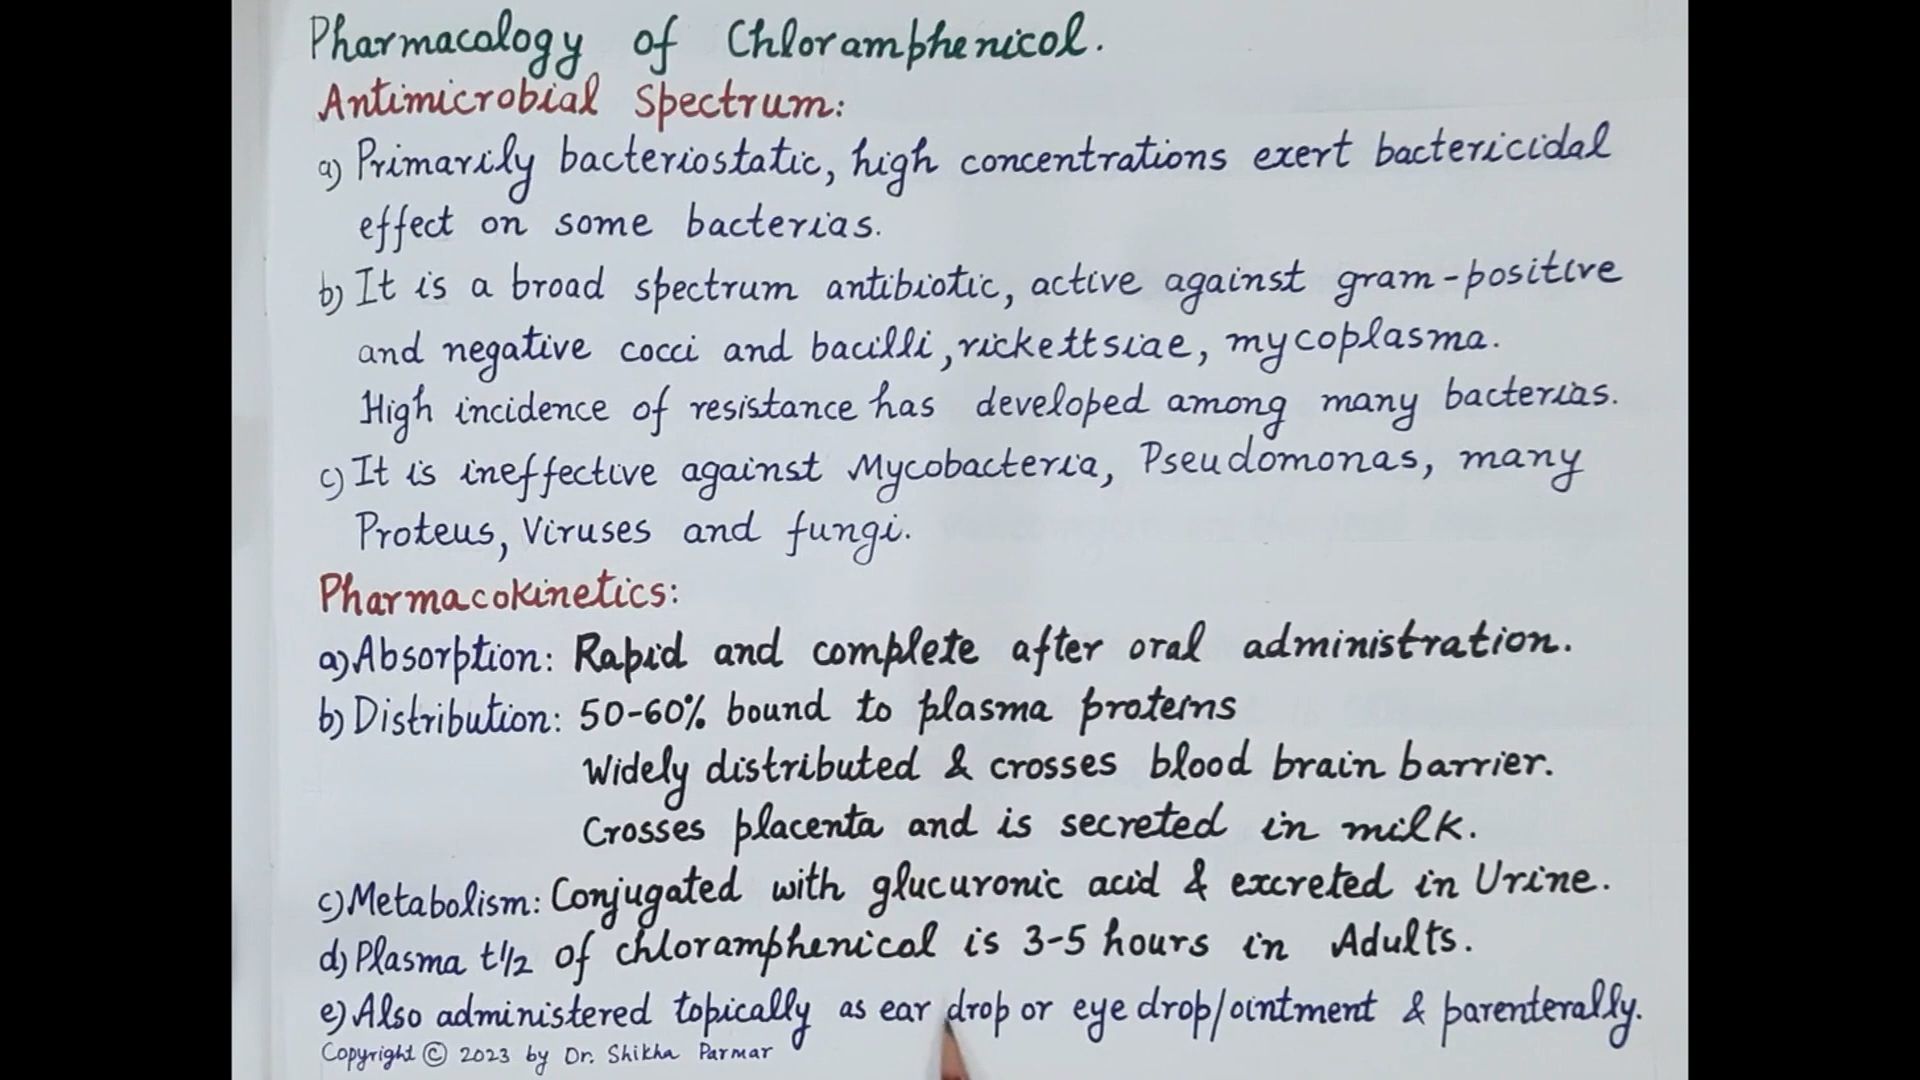 Pharmacology of Chloramphenicol.
Antimicrobial Spectrum:
a) Primarily bacteriostatic, high concentrations exert bactericidal
effect on some bacterias.
b) It is a broad spectrum antibiotic, active against gram-positive
and negative cocci and bacilli, rickettsiae, mycoplasma.
High incidence of resistance has developed among many bacterias.
c) It is ineffective against Mycobacteria, Pseudomonas, many
Proteus, Viruses and fungi.
Pharmacokinetics:
a) Absorption: Rapid and complete after oral administration.
b) Distribution: 50-60% bound to plasma proteins
Widely distributed & crosses blood brain barrier.
Crosses placenta and is secreted in milk.
c) Metabolism: Conjugated with glucuronic acid & excreted in Urine.
d) Plasma t1/2 of chloramphenicol is 3-5 hours in Adults.
e) Also administered topically as ear drop or eye drop/ointment & parenterally.
Copyright © 2023 by Dr. Shikha Parmar